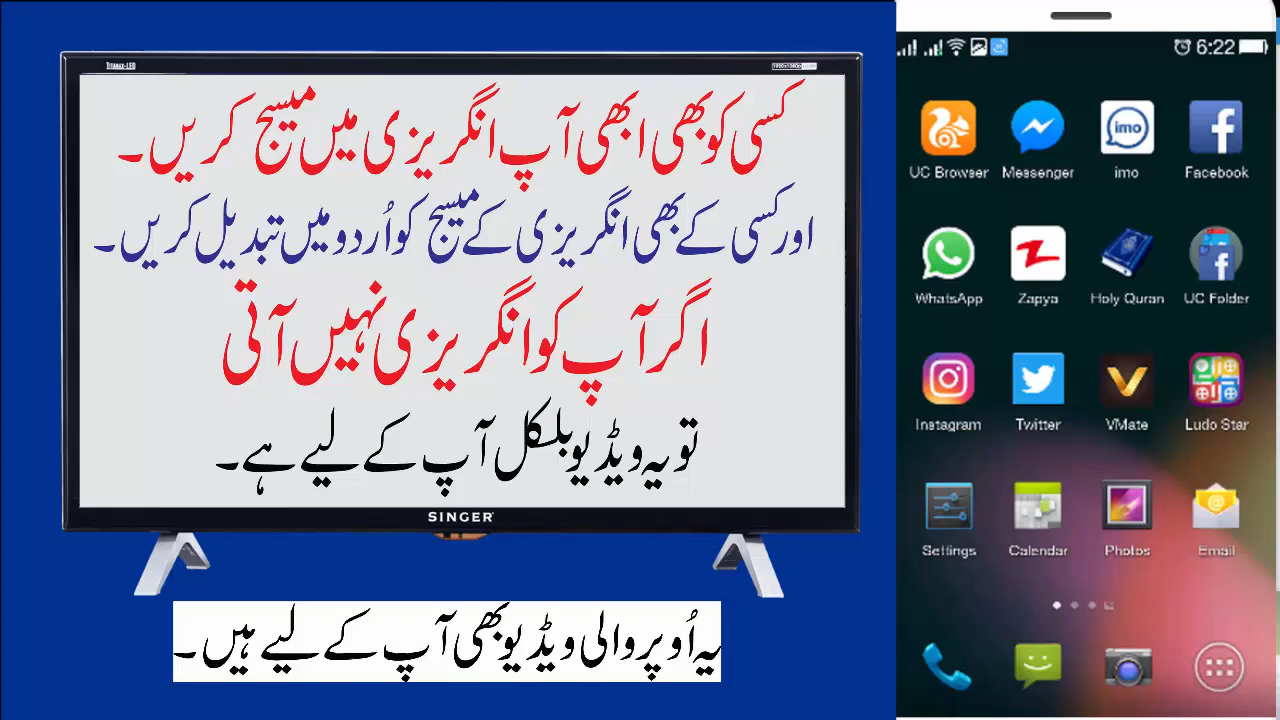 TITANAX-LED
کسی کو بھی ابھی آپ انگریزی میں میسج کریں۔
اور کسی کے بھی انگریزی کے میسج کو اُردو میں تبدیل کریں۔
اگر آپ کو انگریزی نہیں آتی
تو یہ ویڈیو بلکل آپ کے لیے ہے۔
SINGER
یہ اُوپر والی ویڈیو بھی آپ کے لیے ہیں۔
6:22
UC Browser Messenger imo Facebook
WhatsApp Zapya Holy Quran UC Folder
Instagram Twitter VMate Ludo Star
Settings Calendar Photos Email